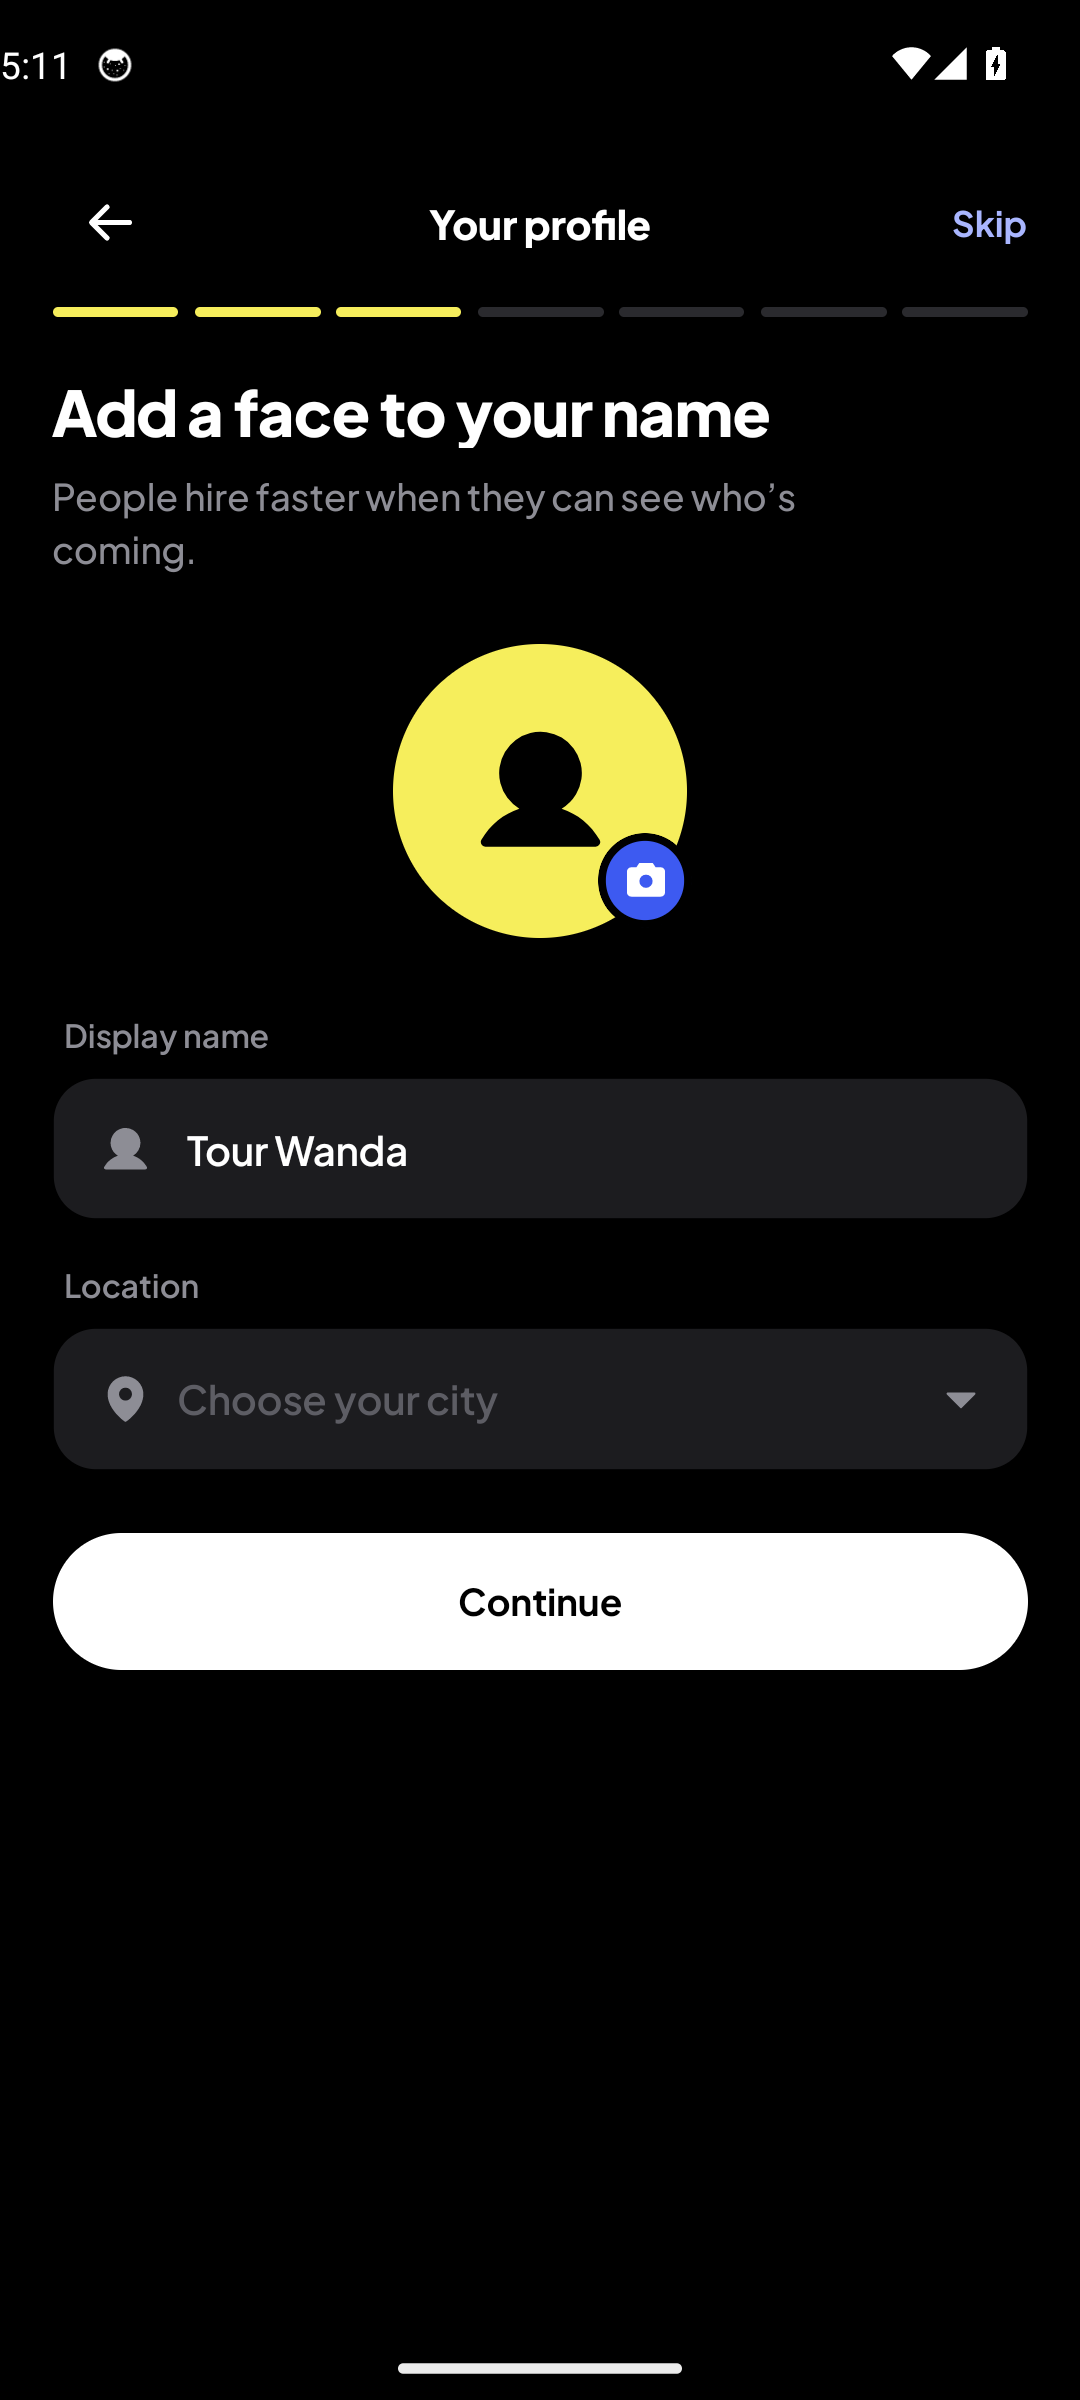 5:11
Your profile
Skip
Add a face to your name
People hire faster when they can see who’s
coming.
Display name
Tour Wanda
Location
Choose your city
Continue